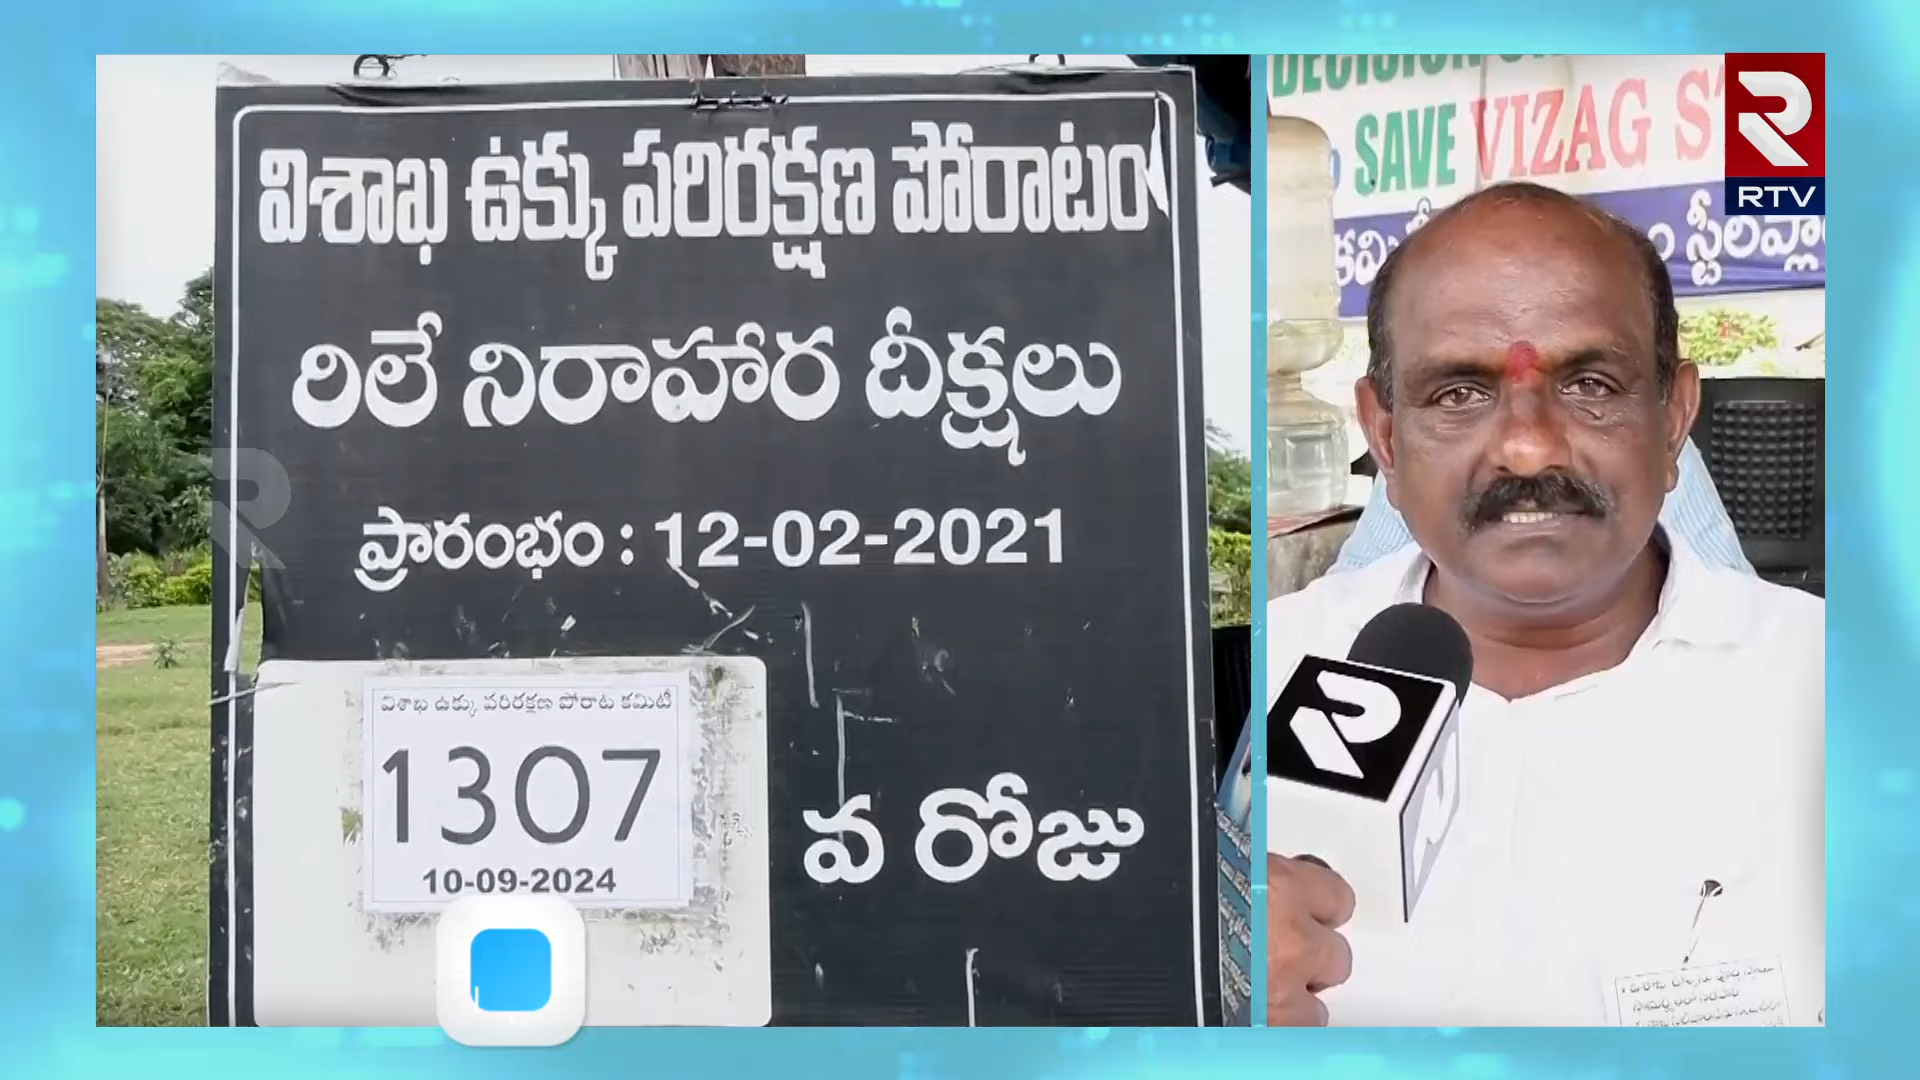 విశాఖ ఉక్కు పరిరక్షణ పోరాటం
రిలే నిరాహార దీక్షలు
ప్రారంభం : 12-02-2021
విశాఖ ఉక్కు పరిరక్షణ పోరాట కమిటీ
1307
10-09-2024
వ రోజు
DECISION
SAVE VIZAG
RTV